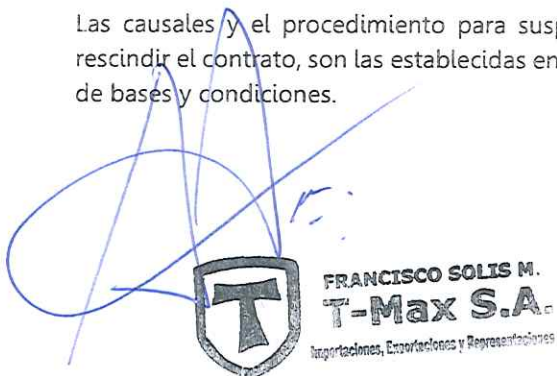 Las causales y el procedimiento para susp
rescindir el contrato, son las establecidas en
de bases y condiciones.
FRANCISCO SOLIS M.
T-Max S.A.
Importaciones, Exportaciones y Representaciones